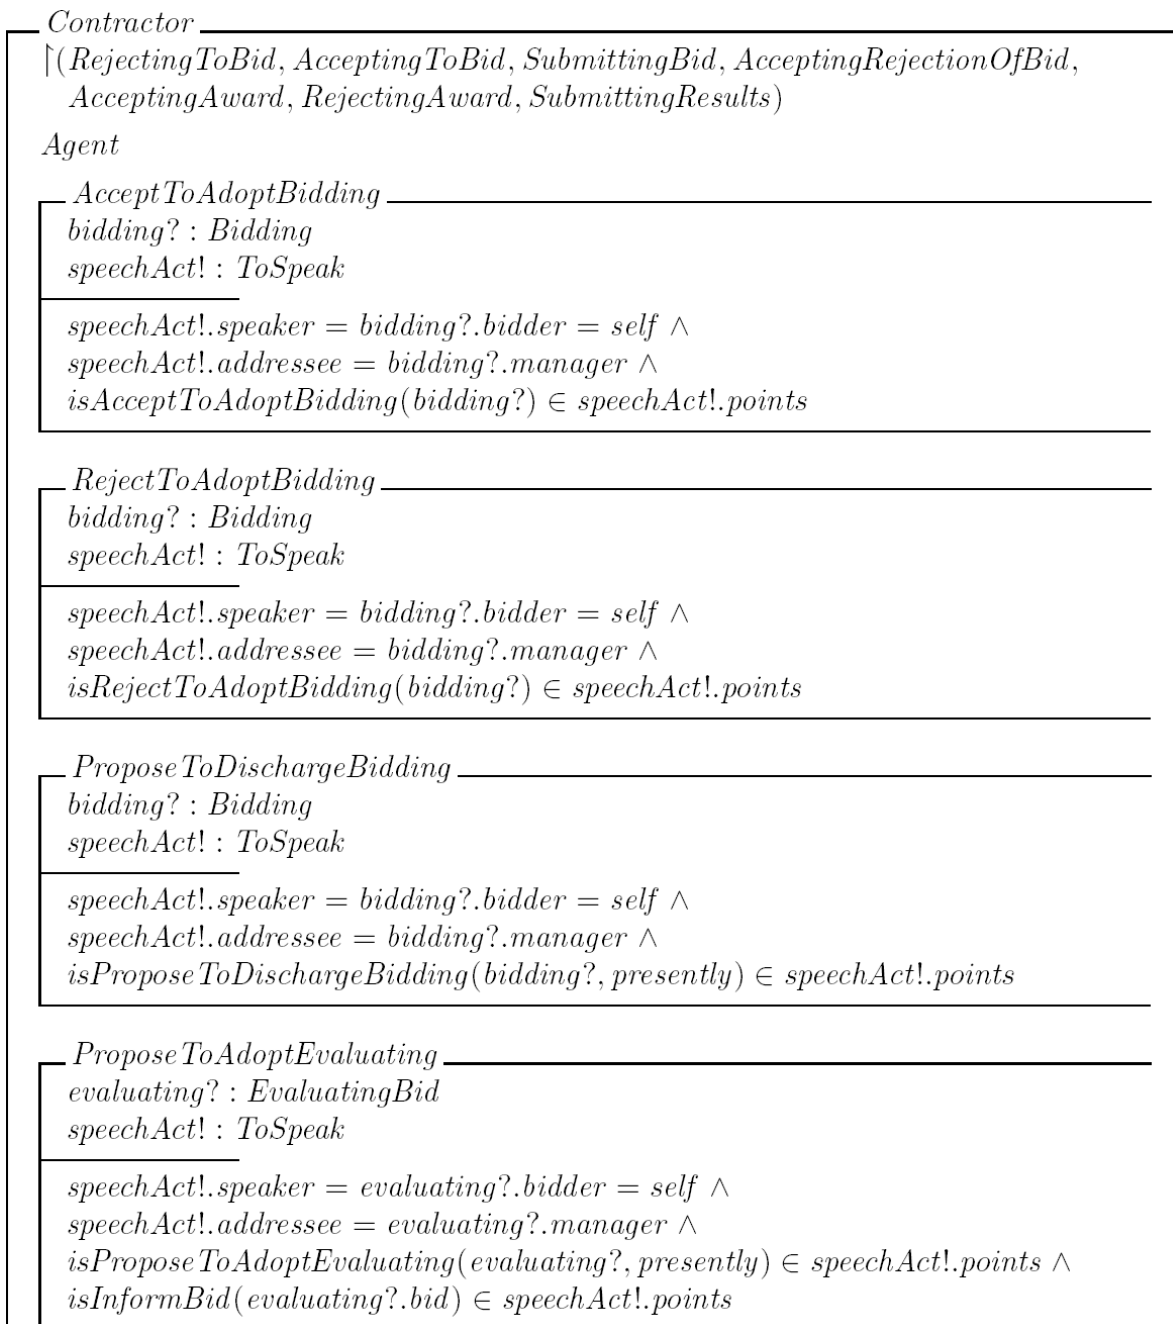 Contractor
↾(RejectingToBid, AcceptingToBid, SubmittingBid, AcceptingRejectionOfBid,
AcceptingAward, RejectingAward, SubmittingResults)
Agent
AcceptToAdoptBidding
bidding? : Bidding
speechAct! : ToSpeak
speechAct!.speaker = bidding?.bidder = self ∧
speechAct!.addressee = bidding?.manager ∧
isAcceptToAdoptBidding(bidding?) ∈ speechAct!.points
RejectToAdoptBidding
bidding? : Bidding
speechAct! : ToSpeak
speechAct!.speaker = bidding?.bidder = self ∧
speechAct!.addressee = bidding?.manager ∧
isRejectToAdoptBidding(bidding?) ∈ speechAct!.points
ProposeToDischargeBidding
bidding? : Bidding
speechAct! : ToSpeak
speechAct!.speaker = bidding?.bidder = self ∧
speechAct!.addressee = bidding?.manager ∧
isProposeToDischargeBidding(bidding?, presently) ∈ speechAct!.points
ProposeToAdoptEvaluating
evaluating? : EvaluatingBid
speechAct! : ToSpeak
speechAct!.speaker = evaluating?.bidder = self ∧
speechAct!.addressee = evaluating?.manager ∧
isProposeToAdoptEvaluating(evaluating?, presently) ∈ speechAct!.points ∧
isInformBid(evaluating?.bid) ∈ speechAct!.points